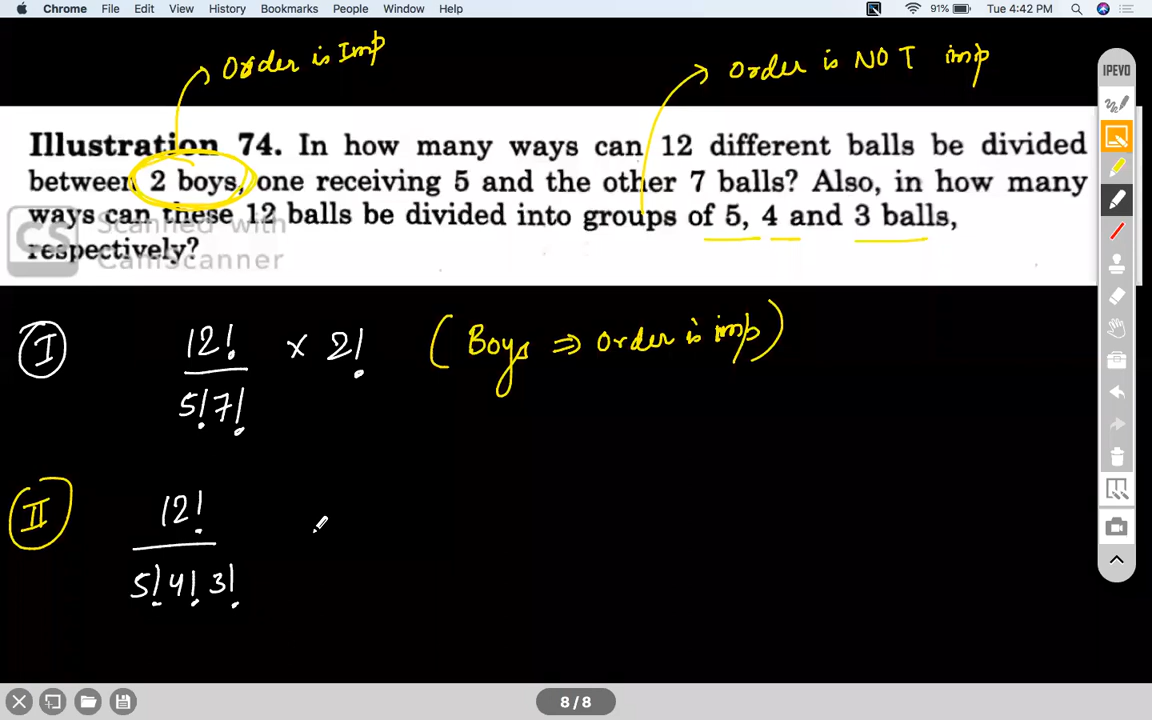 Chrome File Edit View History Bookmarks People Window Help 91% Tue 4:42 PM
Order is Imp
Order is NOT imp
IPEVO
Illustration 74. In how many ways can 12 different balls be divided
between 2 boys, one receiving 5 and the other 7 balls? Also, in how many
ways can these 12 balls be divided into groups of 5, 4 and 3 balls,
respectively?
CS Scanned with
CamScanner
I 12!/5!7! × 2! (Boys ⇒ Order is imp)
II 12!/5!4!3!
8 / 8